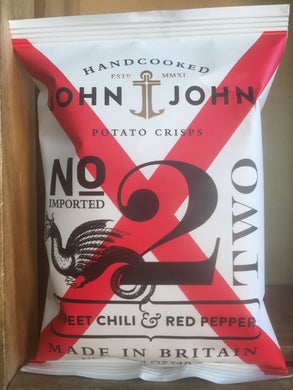 HANDCOOKED
ESTD MMXI
JOHN JOHN
POTATO CRISPS
No 2
IMPORTED
TWO
SWEET CHILI & RED PEPPER
MADE IN BRITAIN